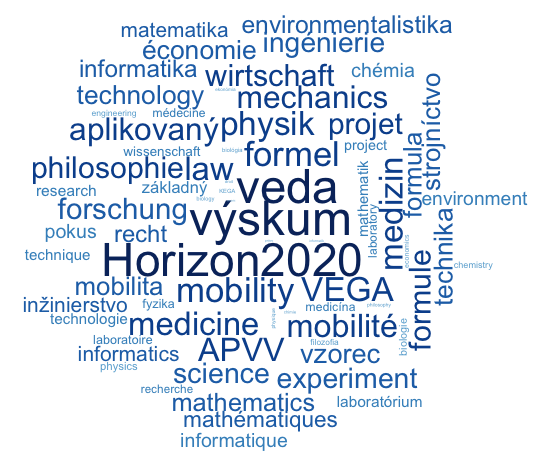 matematika
environmentalistika
économie
ingénierie
informatika
wirtschaft
chémia
technology
mechanics
strojníctvo
engineering
médecine
aplikovaný
physik
projet
wissenschaft
formel
project
philosophie
law
základný
veda
mathematik
medizin
formula
research
environment
forschung
výskum
laboratory
pokus
recht
technika
technique
Horizon2020
chemistry
mobilita
mobility
VEGA
formule
inžinierstvo
fyzika
medicína
technologie
medicine
mobilité
laboratoire
informatics
APVV
vzorec
filozofia
biologie
physics
science
experiment
recherche
mathematics
laboratórium
mathématiques
informatique